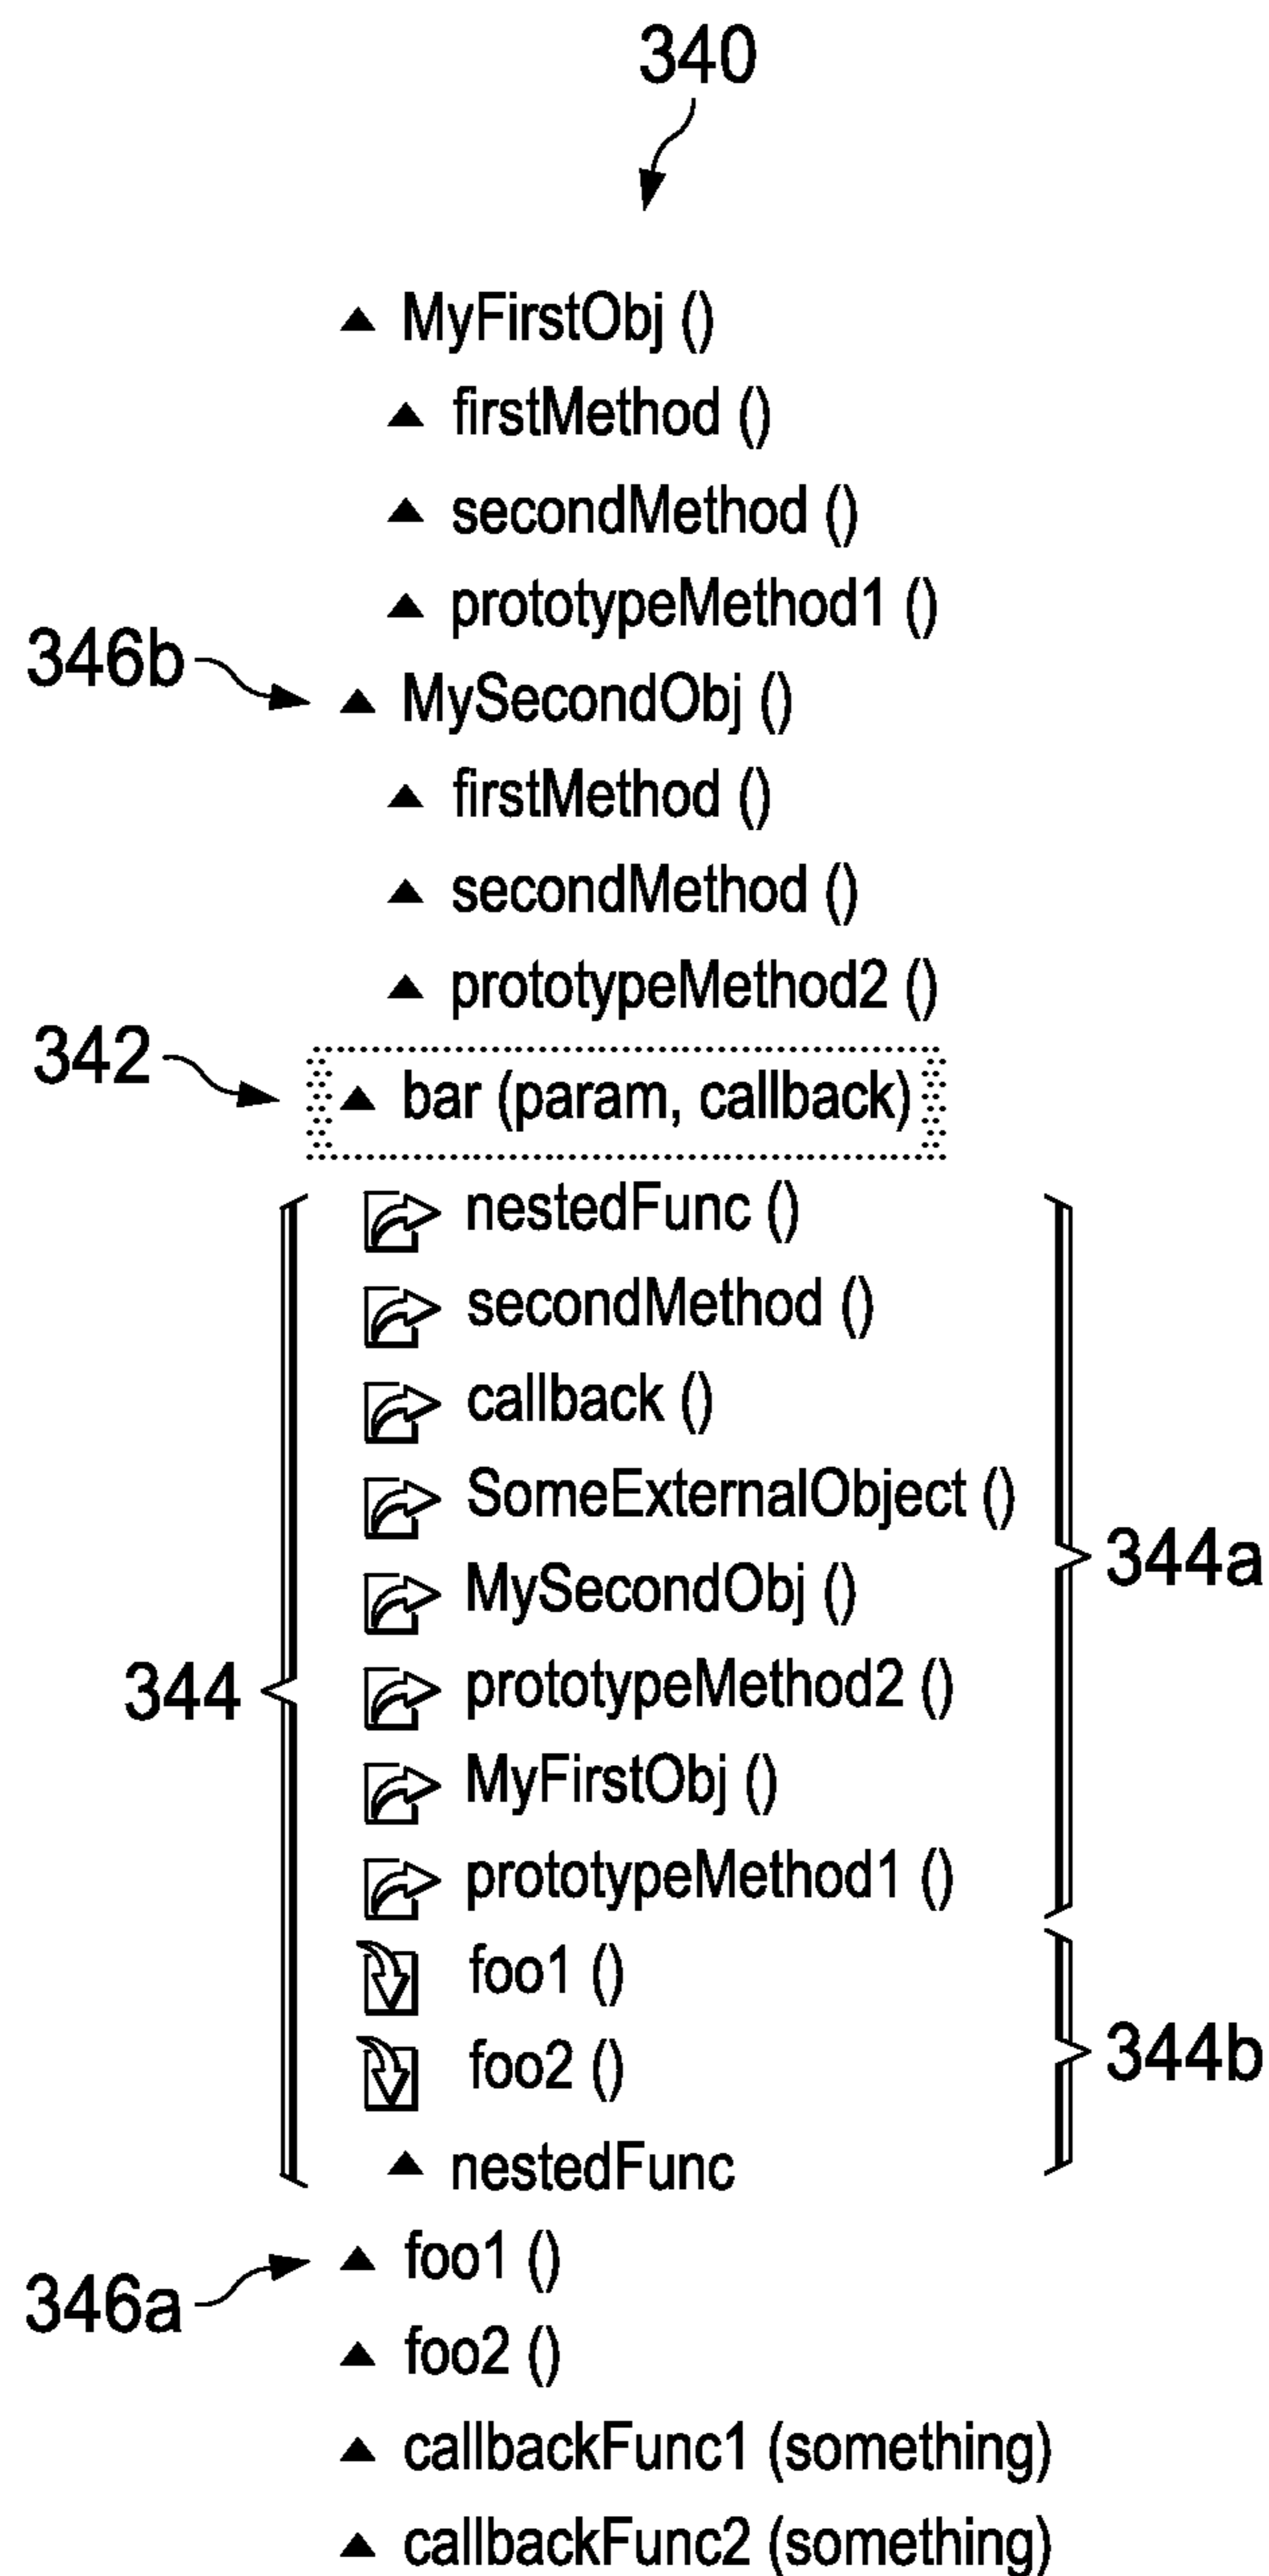 340
MyFirstObj ()
firstMethod ()
secondMethod ()
prototypeMethod1 ()
346b
MySecondObj ()
firstMethod ()
secondMethod ()
prototypeMethod2 ()
342
bar (param, callback)
nestedFunc ()
secondMethod ()
callback ()
SomeExternalObject ()
344a
MySecondObj ()
344
prototypeMethod2 ()
MyFirstObj ()
prototypeMethod1 ()
foo1 ()
344b
foo2 ()
nestedFunc
346a
foo1 ()
foo2 ()
callbackFunc1 (something)
callbackFunc2 (something)